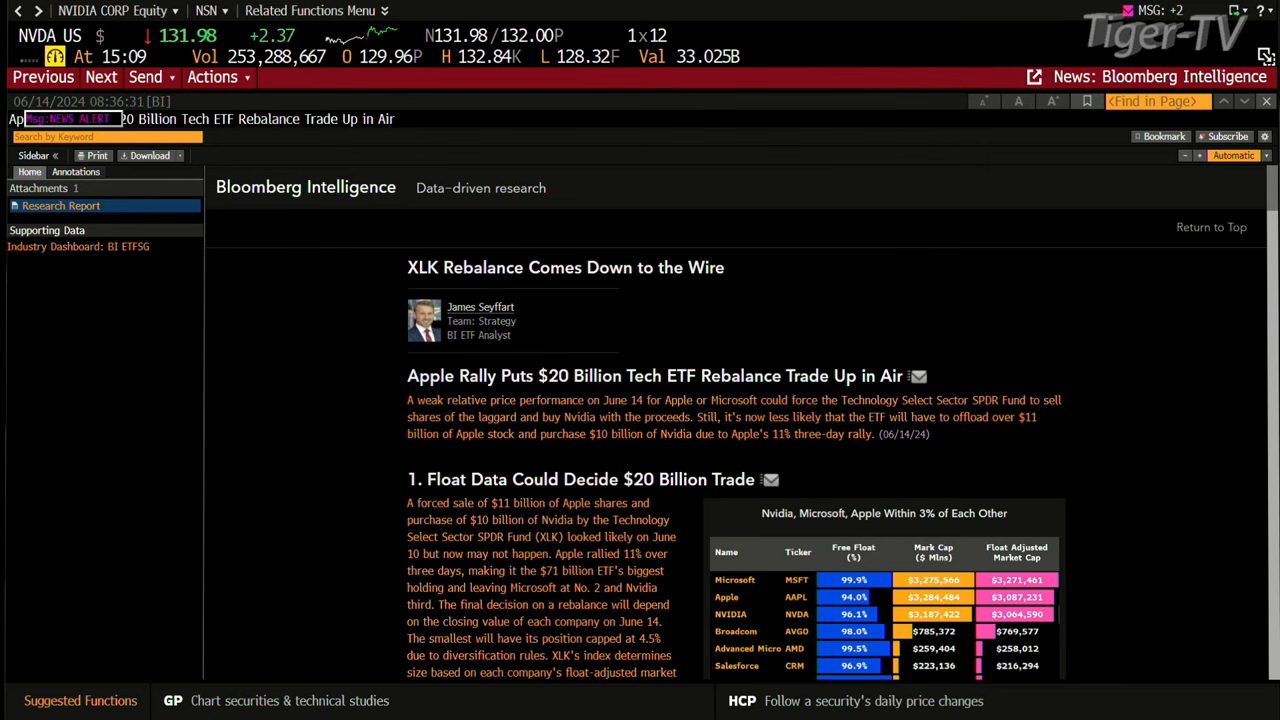 NVIDIA CORP Equity NSN Related Functions Menu MSG: +2 ?
NVDA US $ ↓ 131.98 +2.37 N131.98/132.00P 1x12
At 15:09 Vol 253,288,667 O 129.96P H 132.84K L 128.32F Val 33.025B
Tiger-TV
Previous Next Send Actions News: Bloomberg Intelligence
06/14/2024 08:36:31[BI] A A A <Find in Page>
Ap Msg:NEWS ALERT 20 Billion Tech ETF Rebalance Trade Up in Air
Search by Keyword Bookmark Subscribe
Sidebar « Print Download - + Automatic
Home Annotations
Attachments 1
Research Report
Supporting Data
Industry Dashboard: BI ETFSG
Bloomberg Intelligence Data-driven research
Return to Top
XLK Rebalance Comes Down to the Wire
James Seyffart
Team: Strategy
BI ETF Analyst
Apple Rally Puts $20 Billion Tech ETF Rebalance Trade Up in Air
A weak relative price performance on June 14 for Apple or Microsoft could force the Technology Select Sector SPDR Fund to sell
shares of the laggard and buy Nvidia with the proceeds. Still, it's now less likely that the ETF will have to offload over $11
billion of Apple stock and purchase $10 billion of Nvidia due to Apple's 11% three-day rally. (06/14/24)
1. Float Data Could Decide $20 Billion Trade
A forced sale of $11 billion of Apple shares and
purchase of $10 billion of Nvidia by the Technology
Select Sector SPDR Fund (XLK) looked likely on June
10 but now may not happen. Apple rallied 11% over
three days, making it the $71 billion ETF's biggest
holding and leaving Microsoft at No. 2 and Nvidia
third. The final decision on a rebalance will depend
on the closing value of each company on June 14.
The smallest will have its position capped at 4.5%
due to diversification rules. XLK's index determines
size based on each company's float-adjusted market
Nvidia, Microsoft, Apple Within 3% of Each Other
Name Ticker Free Float (%) Mark Cap ($ Mlns) Float Adjusted Market Cap
Microsoft MSFT 99.9% $3,275,566 $3,271,461
Apple AAPL 94.0% $3,284,484 $3,087,231
NVIDIA NVDA 96.1% $3,187,422 $3,064,590
Broadcom AVGO 98.0% $785,372 $769,577
Advanced Micro AMD 99.5% $259,404 $258,012
Salesforce CRM 96.9% $223,136 $216,294
Suggested Functions GP Chart securities & technical studies HCP Follow a security's daily price changes